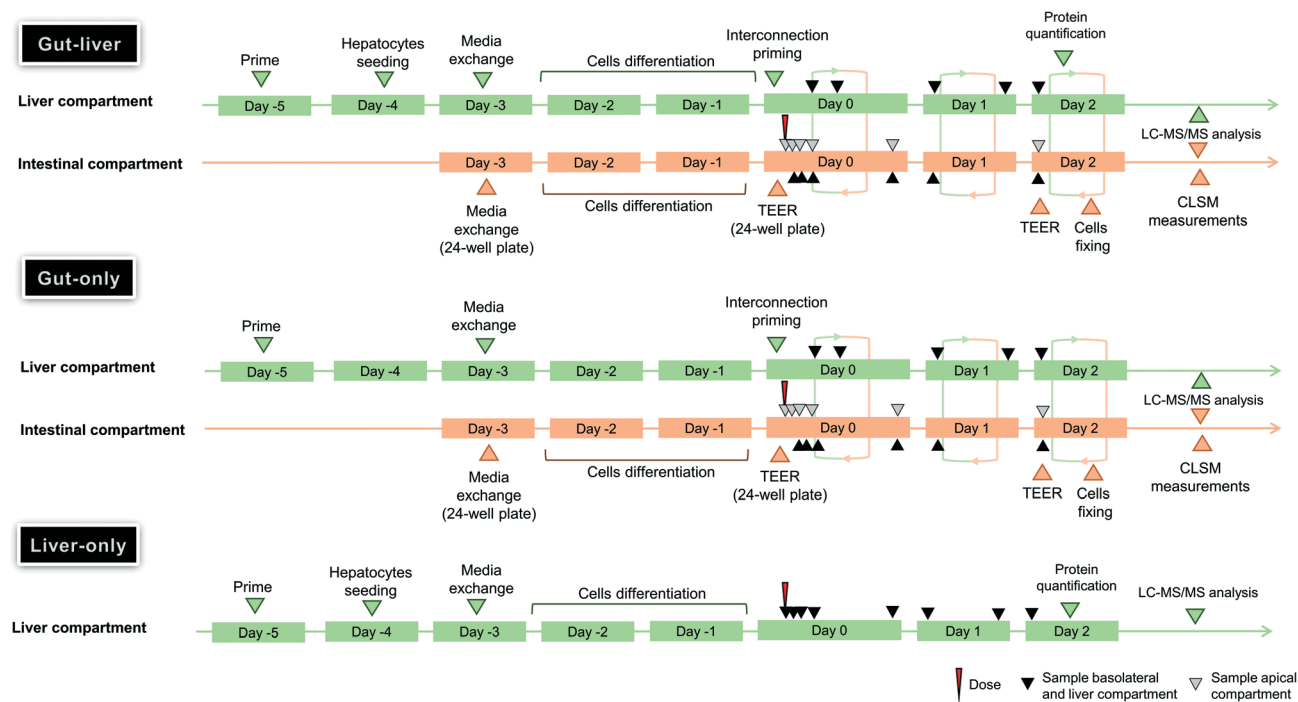 Gut-liver
Prime
Hepatocytes
seeding
Media
exchange
Cells differentiation
Interconnection
priming
Protein
quantification
Liver compartment
Day -5
Day -4
Day -3
Day -2
Day -1
Day 0
Day 1
Day 2
LC-MS/MS analysis
Intestinal compartment
Day -3
Day -2
Day -1
Day 0
Day 1
Day 2
Media
exchange
(24-well plate)
Cells differentiation
TEER
(24-well plate)
TEER
Cells
fixing
CLSM
measurements
Gut-only
Prime
Media
exchange
Interconnection
priming
Liver compartment
Day -5
Day -4
Day -3
Day -2
Day -1
Day 0
Day 1
Day 2
LC-MS/MS analysis
Intestinal compartment
Day -3
Day -2
Day -1
Day 0
Day 1
Day 2
Media
exchange
(24-well plate)
Cells differentiation
TEER
(24-well plate)
TEER
Cells
fixing
CLSM
measurements
Liver-only
Prime
Hepatocytes
seeding
Media
exchange
Cells differentiation
Protein
quantification
LC-MS/MS analysis
Liver compartment
Day -5
Day -4
Day -3
Day -2
Day -1
Day 0
Day 1
Day 2
Dose
Sample basolateral
and liver compartment
Sample apical
compartment